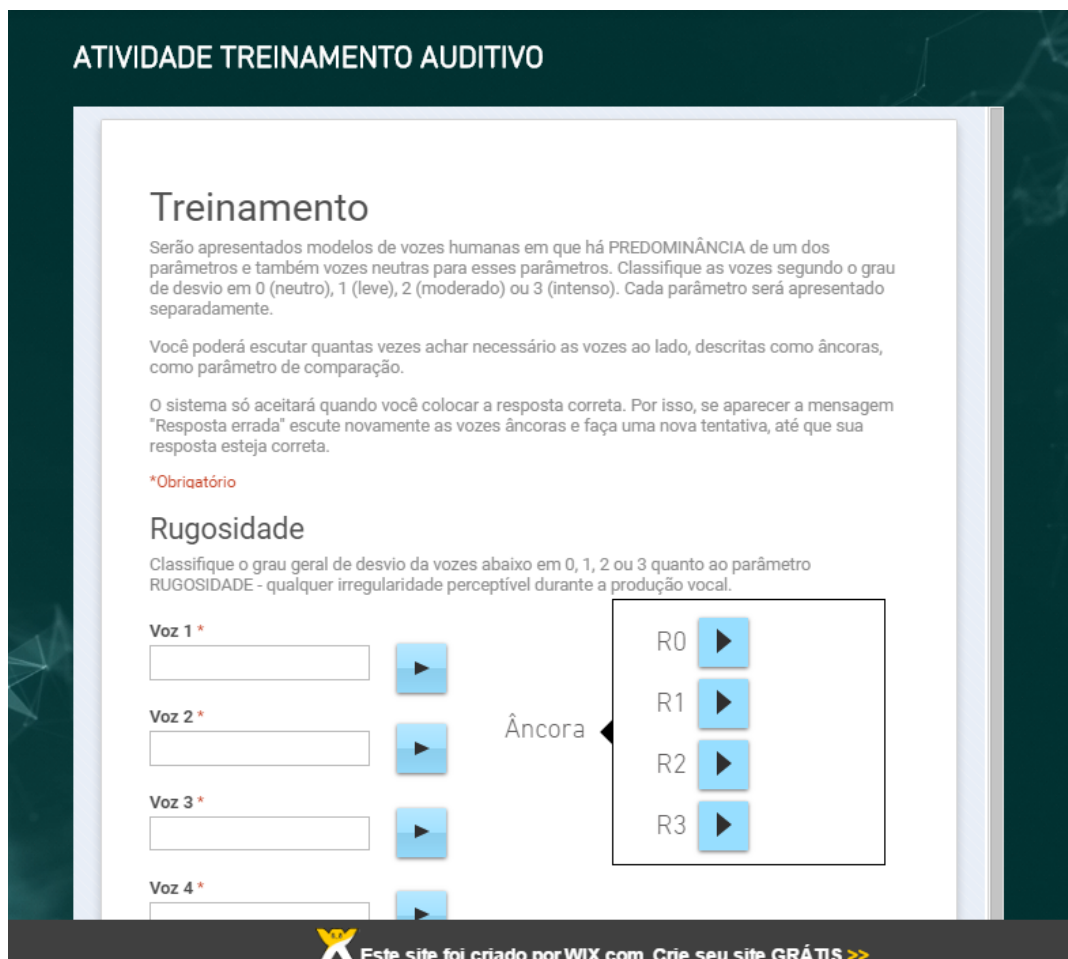 ATIVIDADE TREINAMENTO AUDITIVO
Treinamento
Serão apresentados modelos de vozes humanas em que há PREDOMINÂNCIA de um dos
parâmetros e também vozes neutras para esses parâmetros. Classifique as vozes segundo o grau
de desvio em 0 (neutro), 1 (leve), 2 (moderado) ou 3 (intenso). Cada parâmetro será apresentado
separadamente.
Você poderá escutar quantas vezes achar necessário as vozes ao lado, descritas como âncoras,
como parâmetro de comparação.
O sistema só aceitará quando você colocar a resposta correta. Por isso, se aparecer a mensagem
"Resposta errada" escute novamente as vozes âncoras e faça uma nova tentativa, até que sua
resposta esteja correta.
*Obrigatório
Rugosidade
Classifique o grau geral de desvio da vozes abaixo em 0, 1, 2 ou 3 quanto ao parâmetro
RUGOSIDADE - qualquer irregularidade perceptível durante a produção vocal.
Voz 1 *
Voz 2 *
Voz 3 *
Voz 4 *
Âncora
R0
R1
R2
R3
Este site foi criado por WIX.com. Crie seu site GRÁTIS >>